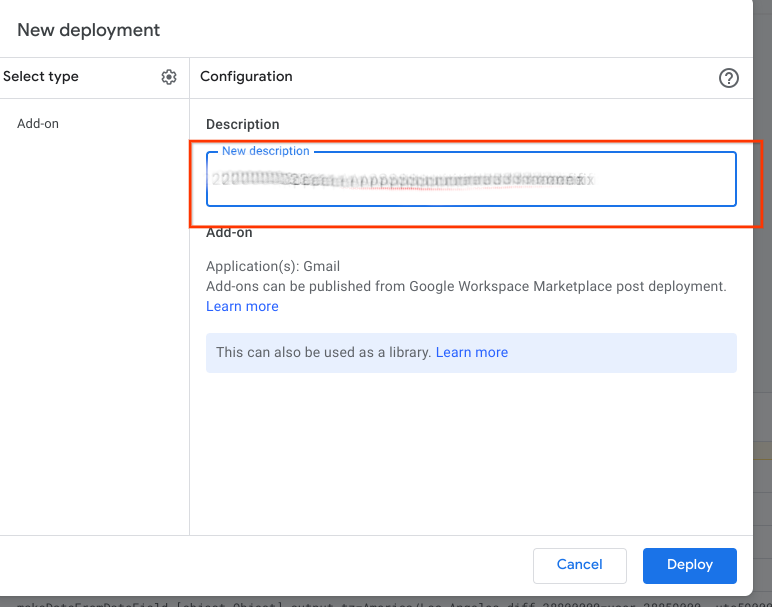 New deployment
Select type
Configuration
Add-on
Description
New description
Add-on
Application(s): Gmail
Add-ons can be published from Google Workspace Marketplace post deployment.
Learn more
This can also be used as a library. Learn more
Cancel
Deploy